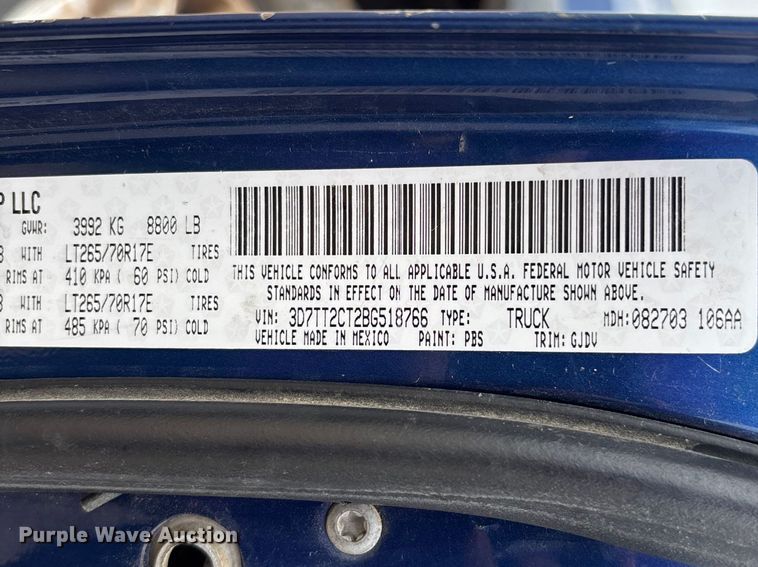 P LLC
GVWR: 3992 KG 8800 LB
WITH LT265/70R17E TIRES
RIMS AT 410 KPA ( 60 PSI) COLD
WITH LT265/70R17E TIRES
RIMS AT 485 KPA ( 70 PSI) COLD
THIS VEHICLE CONFORMS TO ALL APPLICABLE U.S.A. FEDERAL MOTOR VEHICLE SAFETY
STANDARDS IN EFFECT ON THE DATE OF MANUFACTURE SHOWN ABOVE.
VIN: 3D7TT2CT2BG518766 TYPE: TRUCK MDH: 082703 106AA
VEHICLE MADE IN MEXICO PAINT: PBS TRIM: GJDV
Purple Wave Auction